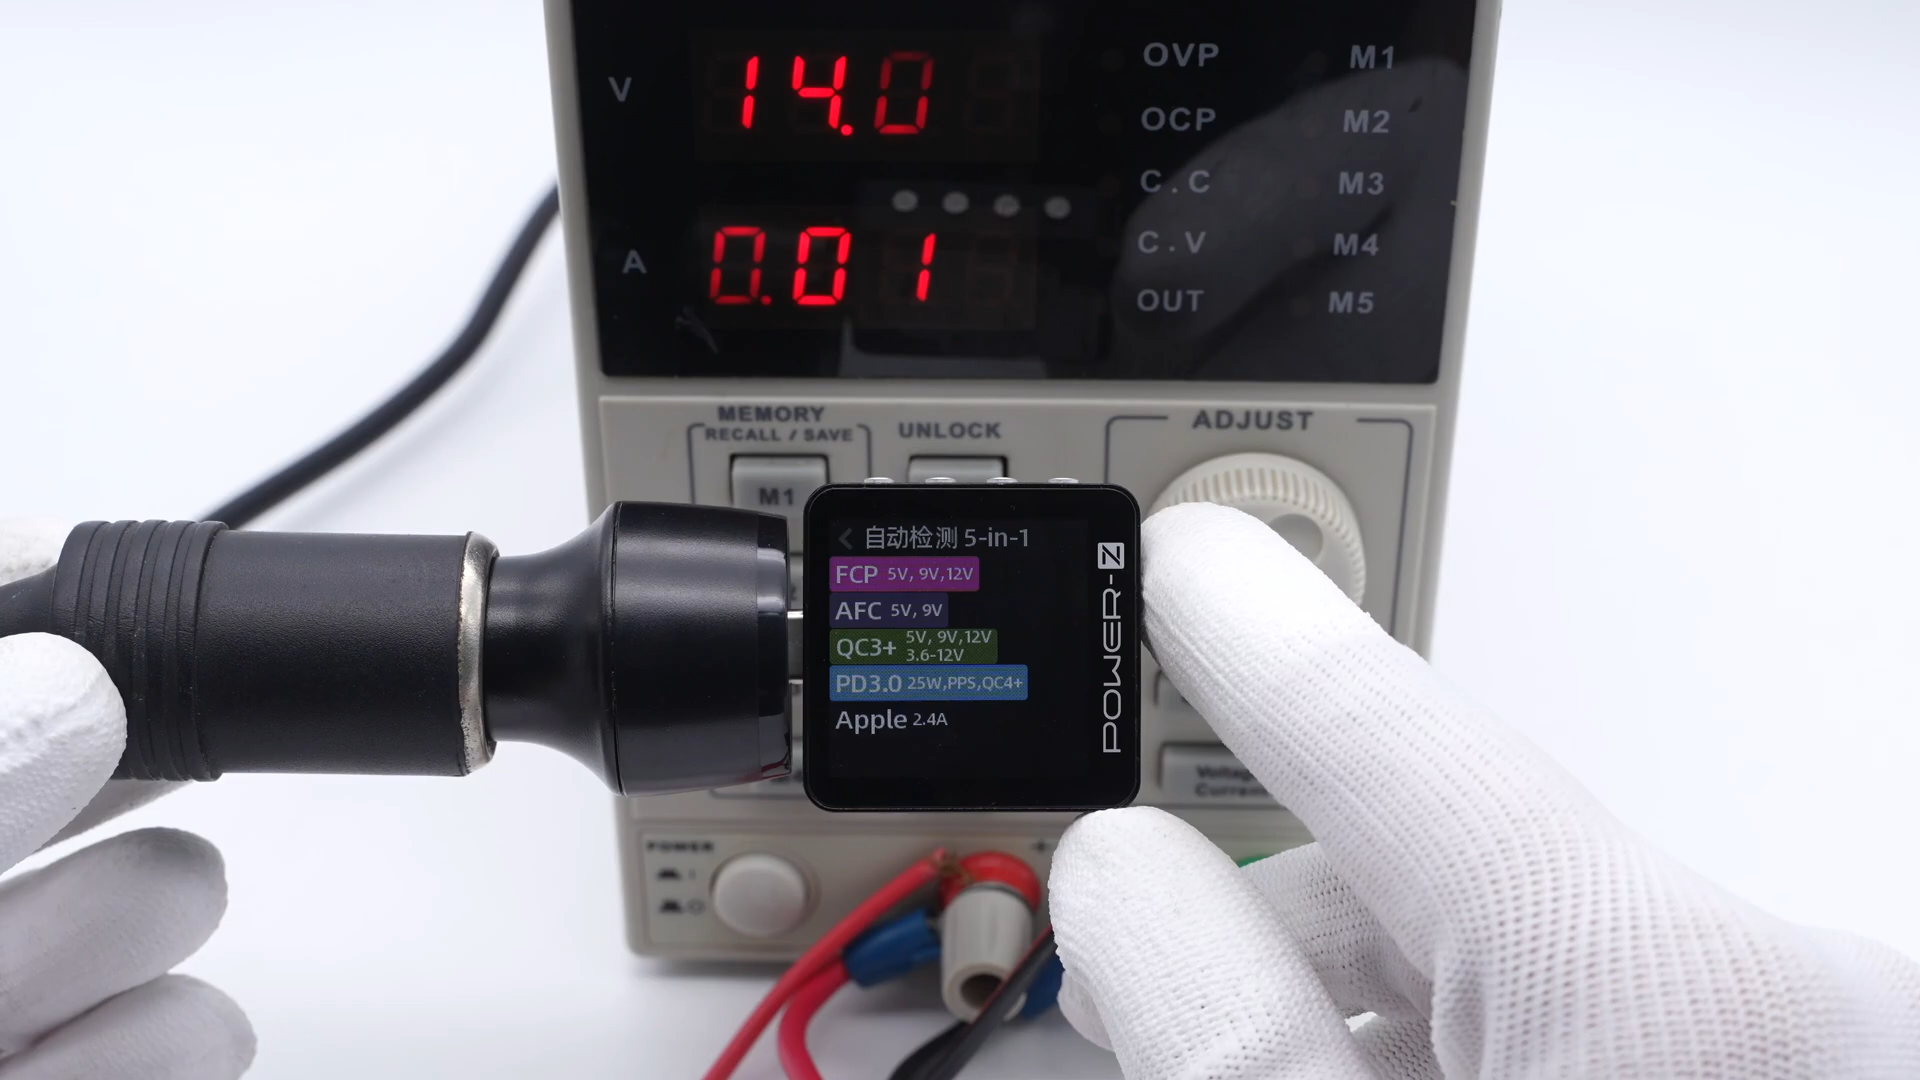 V
14.0
OVP
M1
OCP
M2
C.C
M3
A
0.01
C.V
M4
OUT
M5
MEMORY
RECALL / SAVE
UNLOCK
ADJUST
M1
自动检测 5-in-1
FCP 5V, 9V,12V
AFC 5V, 9V
QC3+ 5V, 9V,12V
3.6-12V
PD3.0 25W,PPS,QC4+
Apple 2.4A
POWER-Z
POWER
+